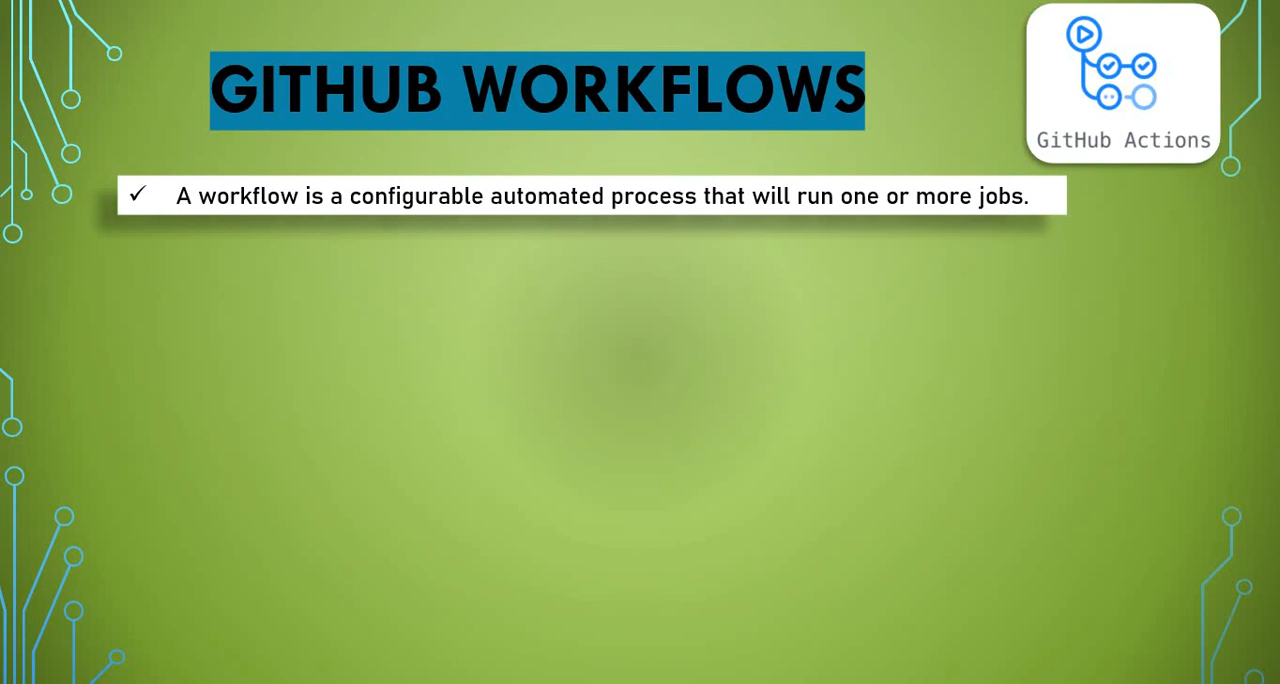 GITHUB WORKFLOWS
GitHub Actions
✓ A workflow is a configurable automated process that will run one or more jobs.